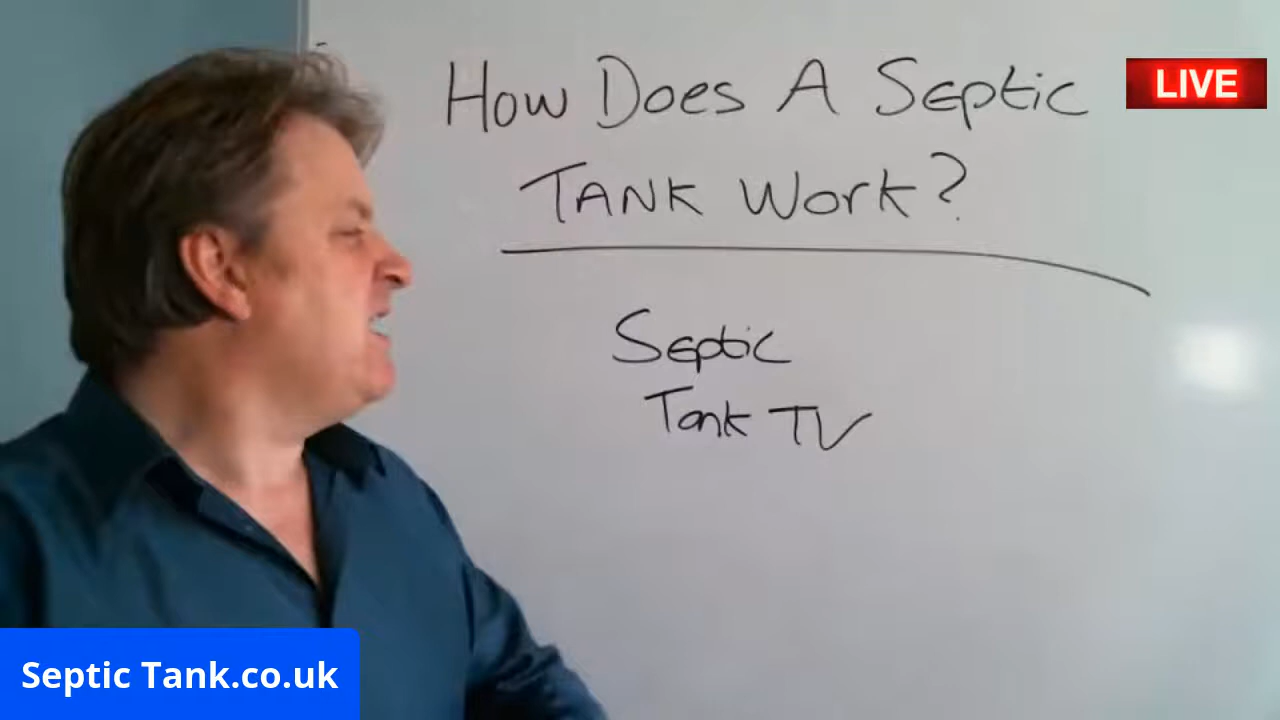 How Does A Septic
TANK Work?
LIVE
Septic
Tank TV
Septic Tank.co.uk